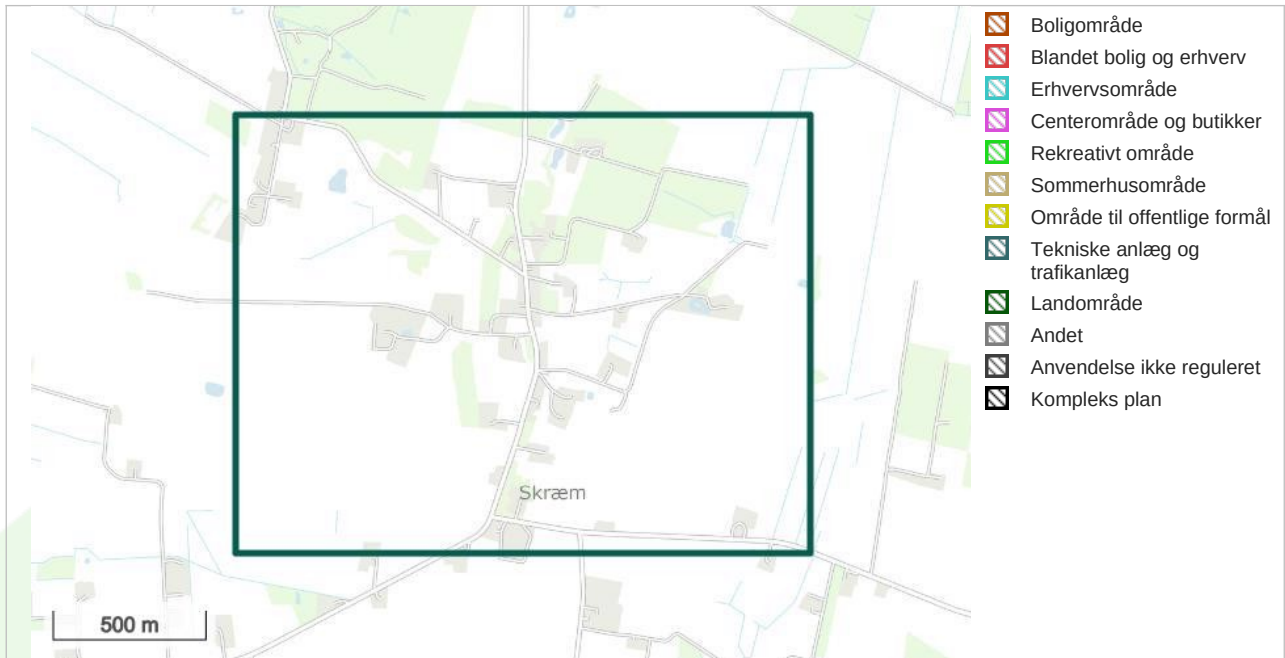 Boligområde
Blandet bolig og erhverv
Erhvervsområde
Centerområde og butikker
Rekreativt område
Sommerhusområde
Område til offentlige formål
Tekniske anlæg og
trafikanlæg
Landområde
Andet
Anvendelse ikke reguleret
Kompleks plan
Skræm
500 m